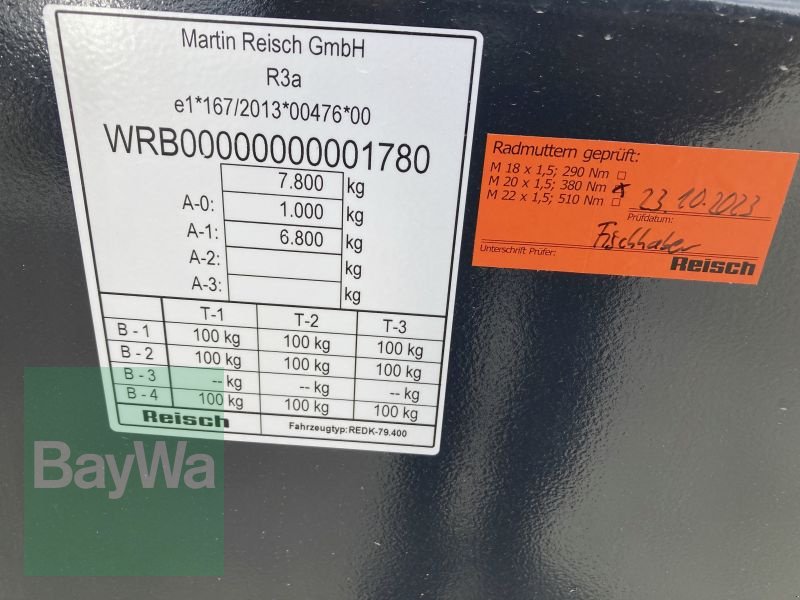 Martin Reisch GmbH
R3a
e1*167/2013*00476*00
WRB00000000001780
7.800 kg
A-0: 1.000 kg
A-1: 6.800 kg
A-2: kg
A-3: kg
T-1 T-2 T-3
B - 1 100 kg 100 kg 100 kg
B - 2 100 kg 100 kg 100 kg
B - 3 -- kg -- kg -- kg
B - 4 100 kg 100 kg 100 kg
Reisch Fahrzeugtyp: REDK-79.400
Radmuttern geprüft:
M 18 x 1,5; 290 Nm
M 20 x 1,5; 380 Nm
M 22 x 1,5; 510 Nm
23.10.2023
Prüfdatum:
Fischhaber
Unterschrift Prüfer:
Reisch
BayWa